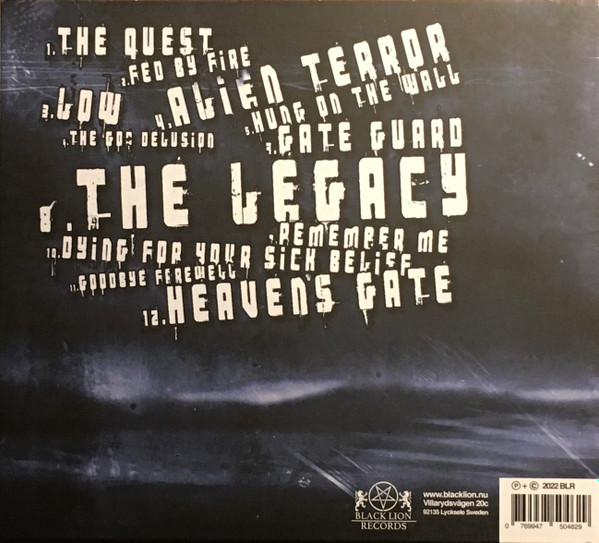 1. THE QUEST
2. FED BY FIRE
3. LOW
4. ALIEN TERROR
5. HUNG ON THE WALL
6. THE GOD DELUSION
7. GATE GUARD
8. THE LEGACY
9. REMEMBER ME
10. DYING FOR YOUR SICK BELIEF
11. GOODBYE FEREWELL
12. HEAVENS GATE
BLACK LION
RECORDS
www.blacklion.nu
Villarydsvägen 20c
92135 Lycksele Sweden
Ⓟ + © 2022 BLR
0 769947 504829